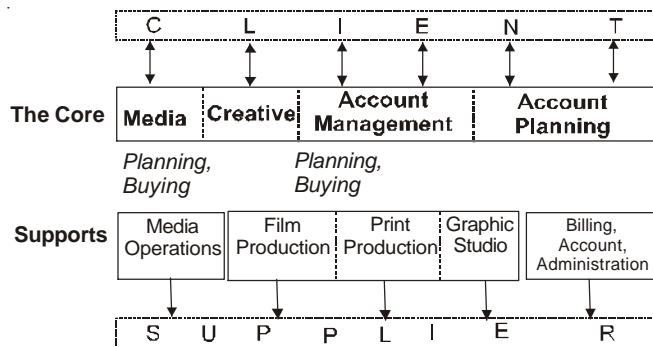 C L I E N T
The Core
Media
Creative
Account
Management
Account
Planning
Planning,
Buying
Planning,
Buying
Supports
Media
Operations
Film
Production
Print
Production
Graphic
Studio
Billing,
Account,
Administration
S U P P L I E R